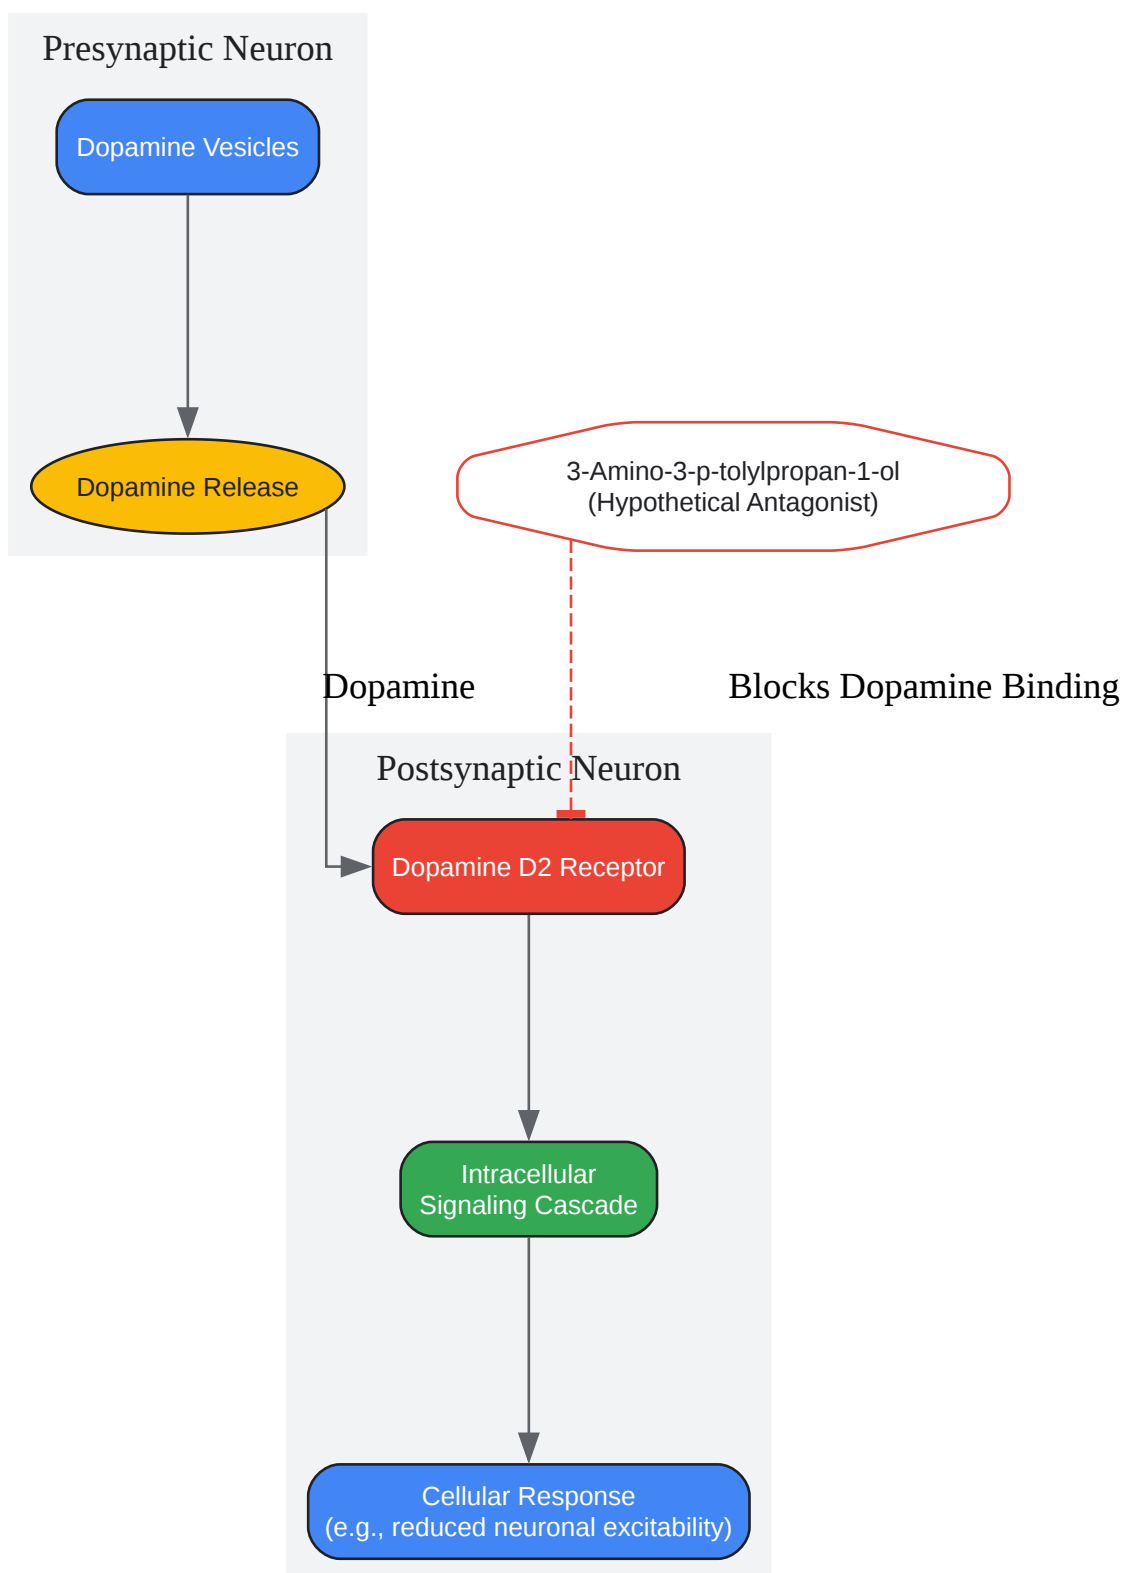 Presynaptic Neuron
Dopamine Vesicles
Dopamine Release
3-Amino-3-p-tolylpropan-1-ol
(Hypothetical Antagonist)
Dopamine
Blocks Dopamine Binding
Postsynaptic Neuron
Dopamine D2 Receptor
Intracellular
Signaling Cascade
Cellular Response
(e.g., reduced neuronal excitability)